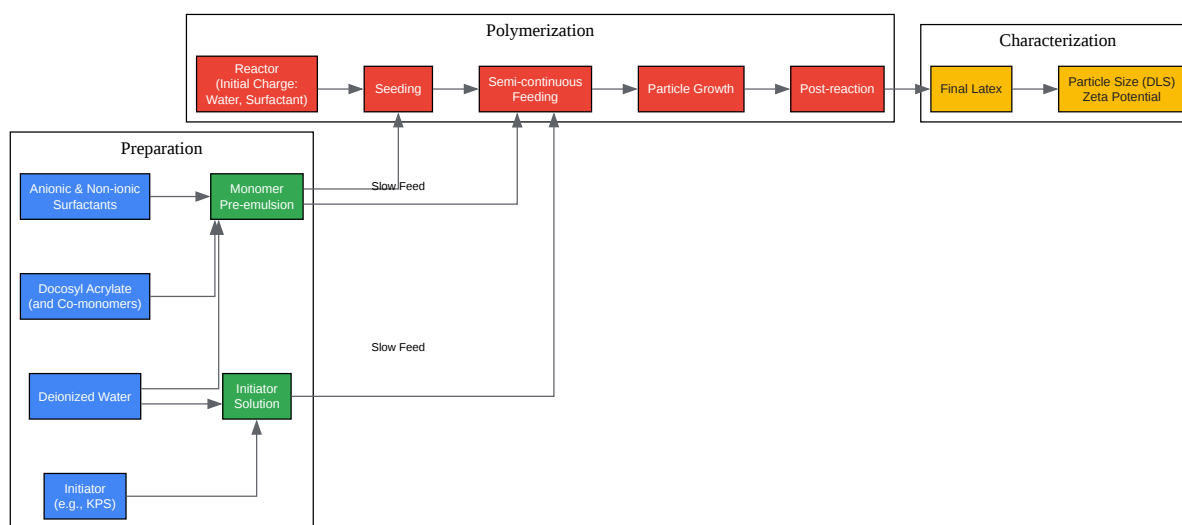 Polymerization
Reactor
(Initial Charge:
Water, Surfactant)
Seeding
Semi-continuous
Feeding
Particle Growth
Post-reaction
Characterization
Final Latex
Particle Size (DLS)
Zeta Potential
Preparation
Anionic & Non-ionic
Surfactants
Monomer
Pre-emulsion
Slow Feed
Docosyl Acrylate
(and Co-monomers)
Slow Feed
Deionized Water
Initiator
Solution
Initiator
(e.g., KPS)